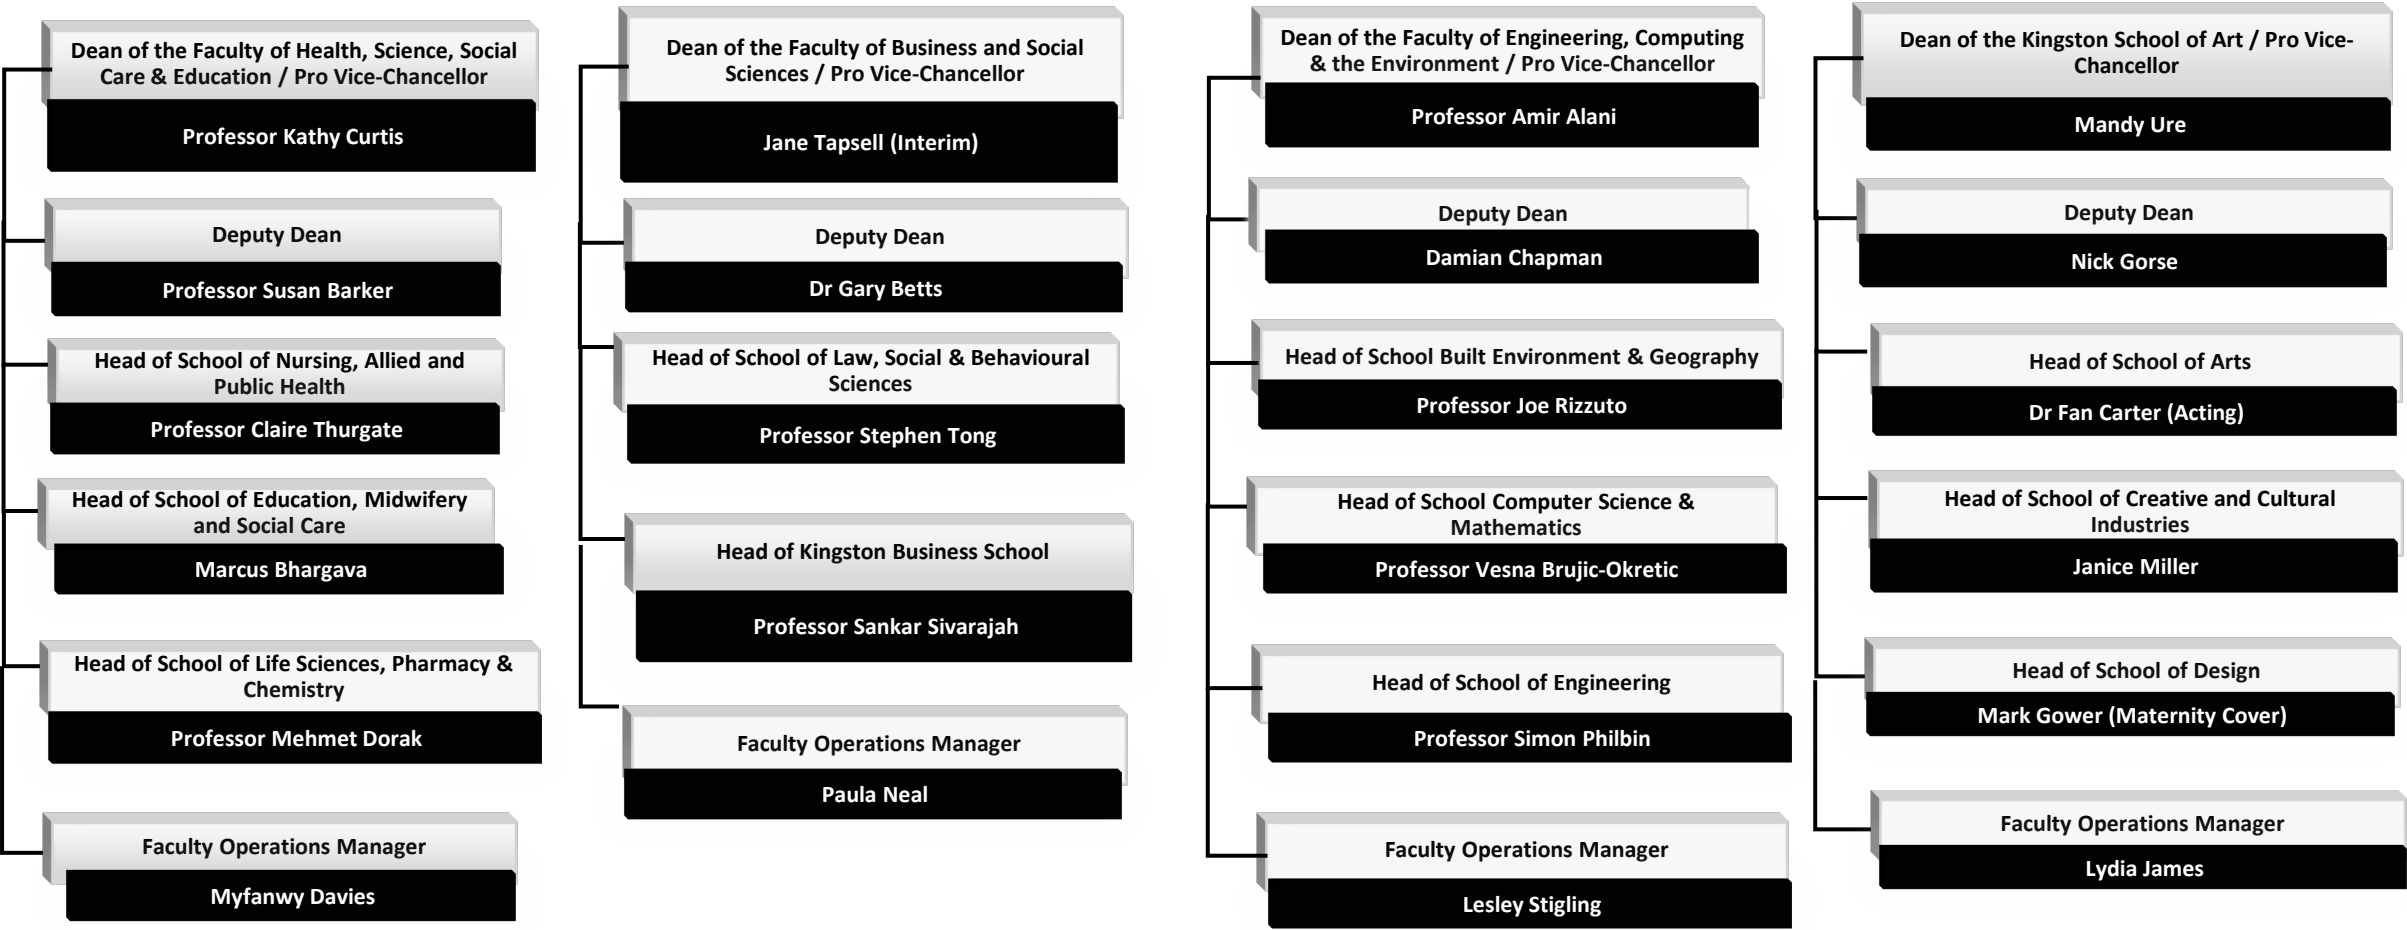 Dean of the Faculty of Health, Science, Social
Care & Education / Pro Vice-Chancellor
Professor Kathy Curtis
Deputy Dean
Professor Susan Barker
Head of School of Nursing, Allied and
Public Health
Professor Claire Thurgate
Head of School of Education, Midwifery
and Social Care
Marcus Bhargava
Head of School of Life Sciences, Pharmacy &
Chemistry
Professor Mehmet Dorak
Faculty Operations Manager
Myfanwy Davies
Dean of the Faculty of Business and Social
Sciences / Pro Vice-Chancellor
Jane Tapsell (Interim)
Deputy Dean
Dr Gary Betts
Head of School of Law, Social & Behavioural
Sciences
Professor Stephen Tong
Head of Kingston Business School
Professor Sankar Sivarajah
Faculty Operations Manager
Paula Neal
Dean of the Faculty of Engineering, Computing
& the Environment / Pro Vice-Chancellor
Professor Amir Alani
Deputy Dean
Damian Chapman
Head of School Built Environment & Geography
Professor Joe Rizzuto
Head of School Computer Science &
Mathematics
Professor Vesna Brujic-Okretic
Head of School of Engineering
Professor Simon Philbin
Faculty Operations Manager
Lesley Stigling
Dean of the Kingston School of Art / Pro Vice-
Chancellor
Mandy Ure
Deputy Dean
Nick Gorse
Head of School of Arts
Dr Fan Carter (Acting)
Head of School of Creative and Cultural
Industries
Janice Miller
Head of School of Design
Mark Gower (Maternity Cover)
Faculty Operations Manager
Lydia James